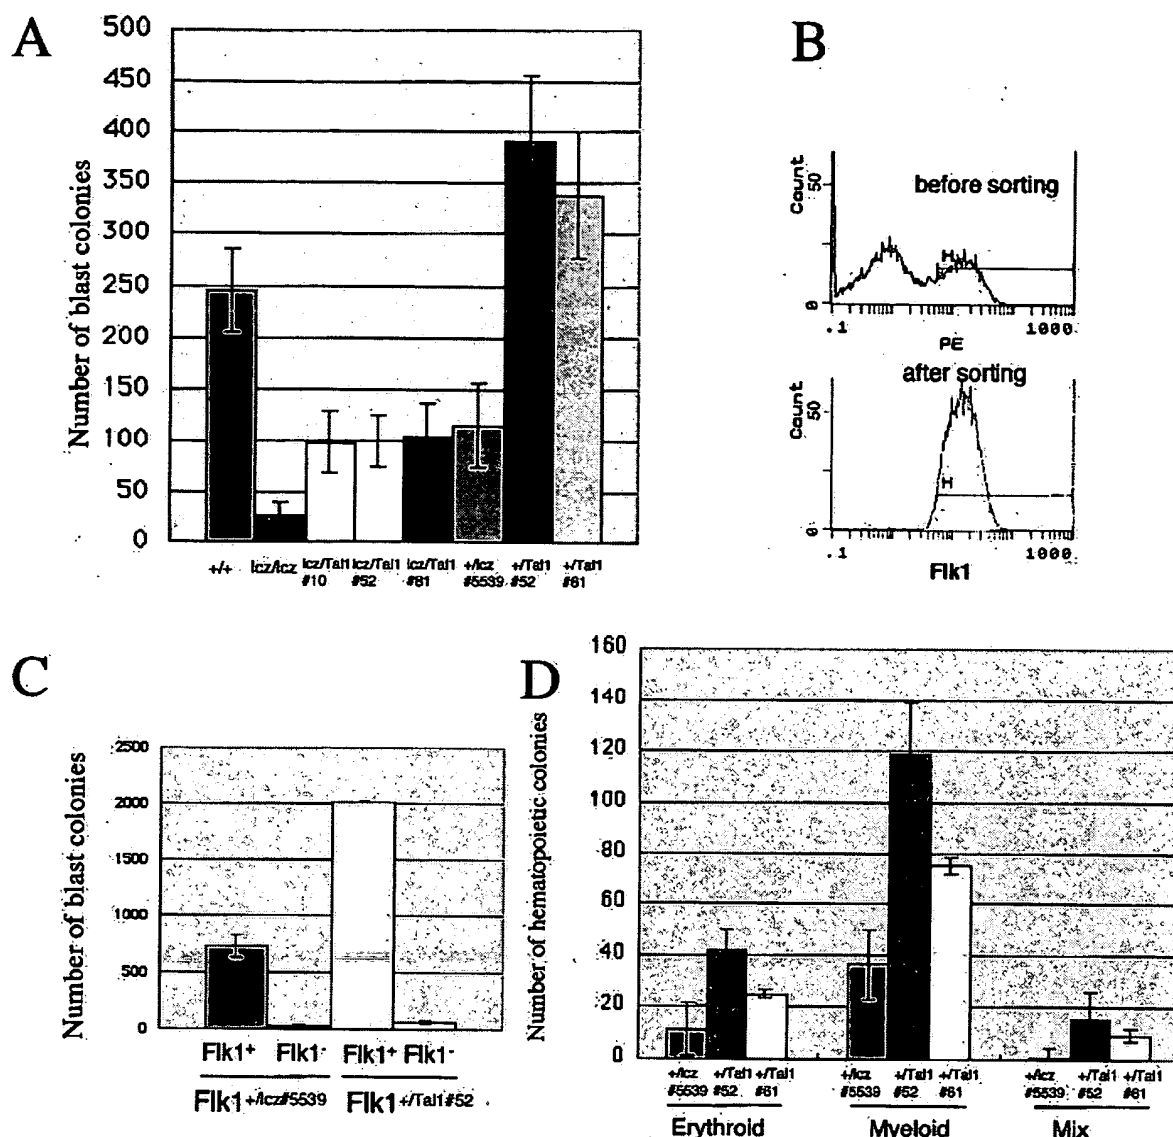 A
Number of blast colonies
500
450
400
350
300
250
200
150
100
50
0
+/+
lcz/lcz
lcz/Tal1 #10
lcz/Tal1 #52
lcz/Tal1 #81
+/lcz #5539
+/Tal1 #52
+/Tal1 #61
B
before sorting
Count
50
0
.1
1000
PE
H
after sorting
Count
50
0
.1
1000
H
Flk1
C
Number of blast colonies
2500
2000
1500
1000
500
0
Flk1+
Flk1-
Flk1+
Flk1-
Flk1+/lcz#5539
Flk1+/Tal1#52
D
Number of hematopoietic colonies
160
140
120
100
80
60
40
20
0
+/lcz #5539
+/Tal1 #52
+/Tal1 #61
+/lcz #5539
+/Tal1 #52
+/Tal1 #61
+/lcz #5539
+/Tal1 #52
+/Tal1 #61
Erythroid
Myeloid
Mix